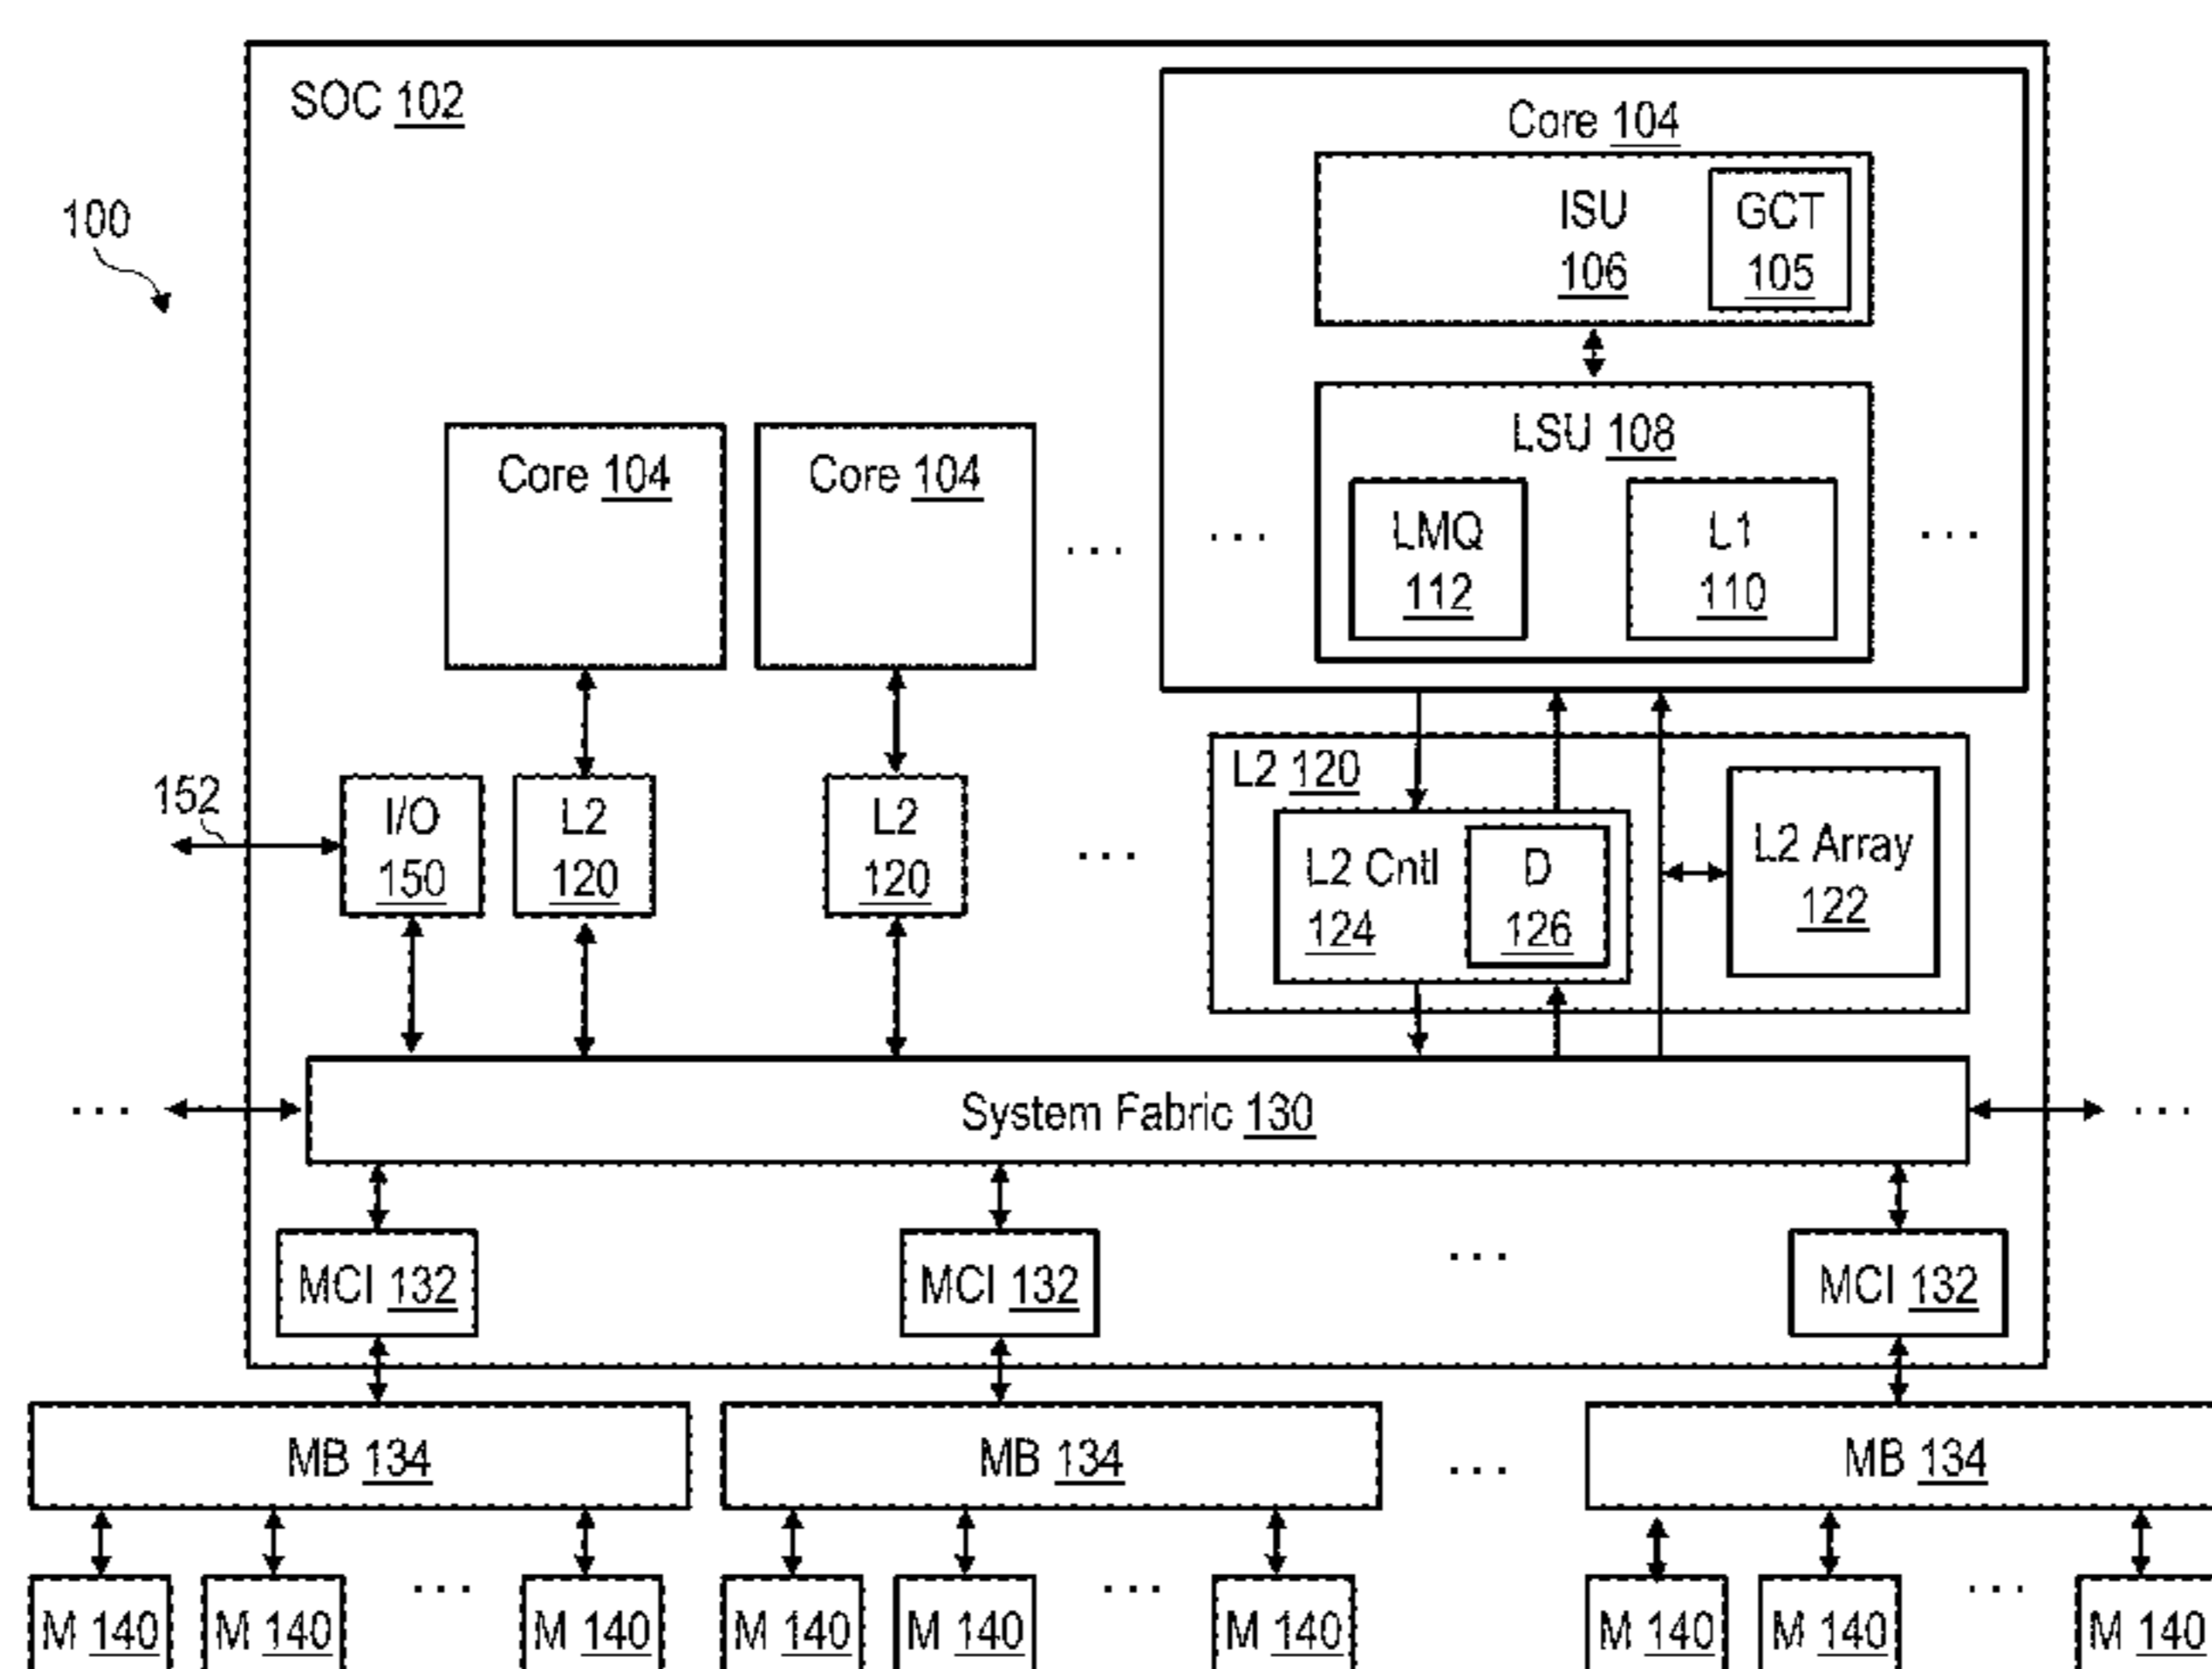 SOC 102
Core 104
100
ISU
106
GCT
105
LSU 108
Core 104
Core 104
...
...
LMQ
112
L1
110
...
152
I/O
150
L2
120
L2
120
...
L2 120
L2 Cntl
124
D
126
L2 Array
122
...
System Fabric 130
...
MCI 132
MCI 132
...
MCI 132
MB 134
MB 134
...
MB 134
M 140
M 140
...
M 140
M 140
M 140
...
M 140
M 140
M 140
...
M 140